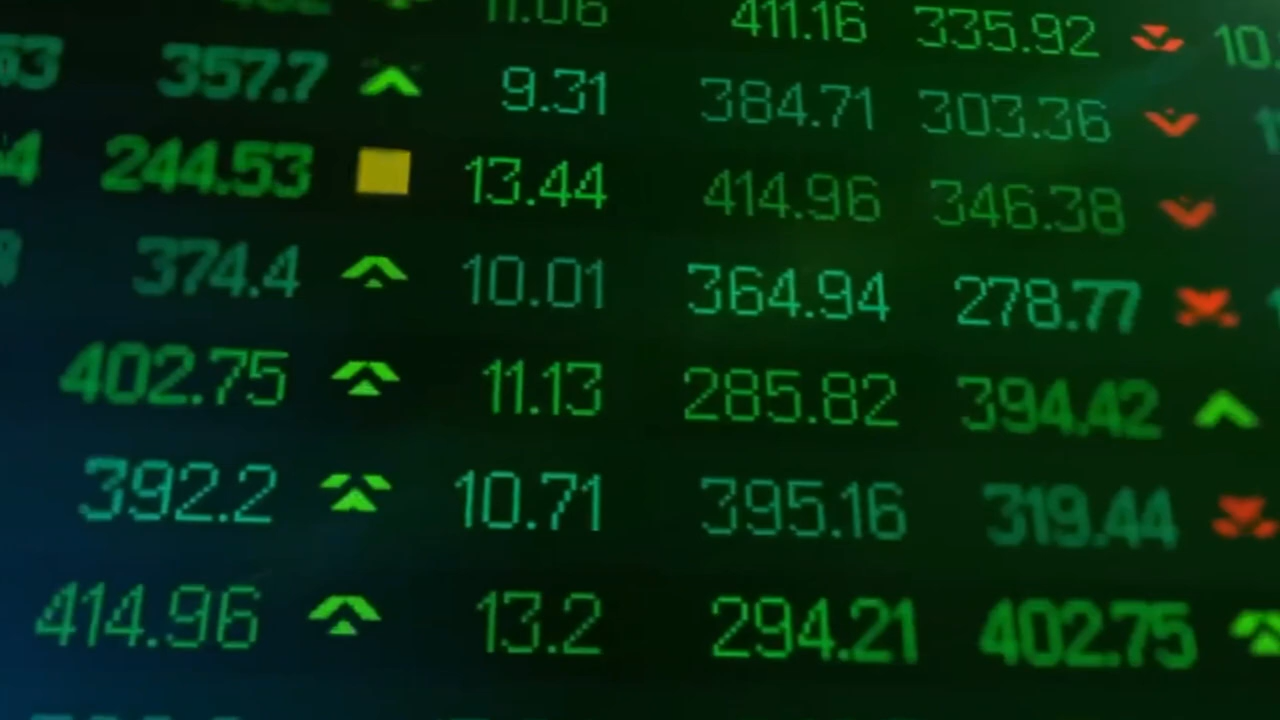 11.06 411.16 335.92
357.7 9.31 384.71 303.36
244.53 13.44 414.96 346.38
374.4 10.01 364.94 278.77
402.75 11.13 285.82 394.42
392.2 10.71 395.16 319.44
414.96 13.2 294.21 402.75